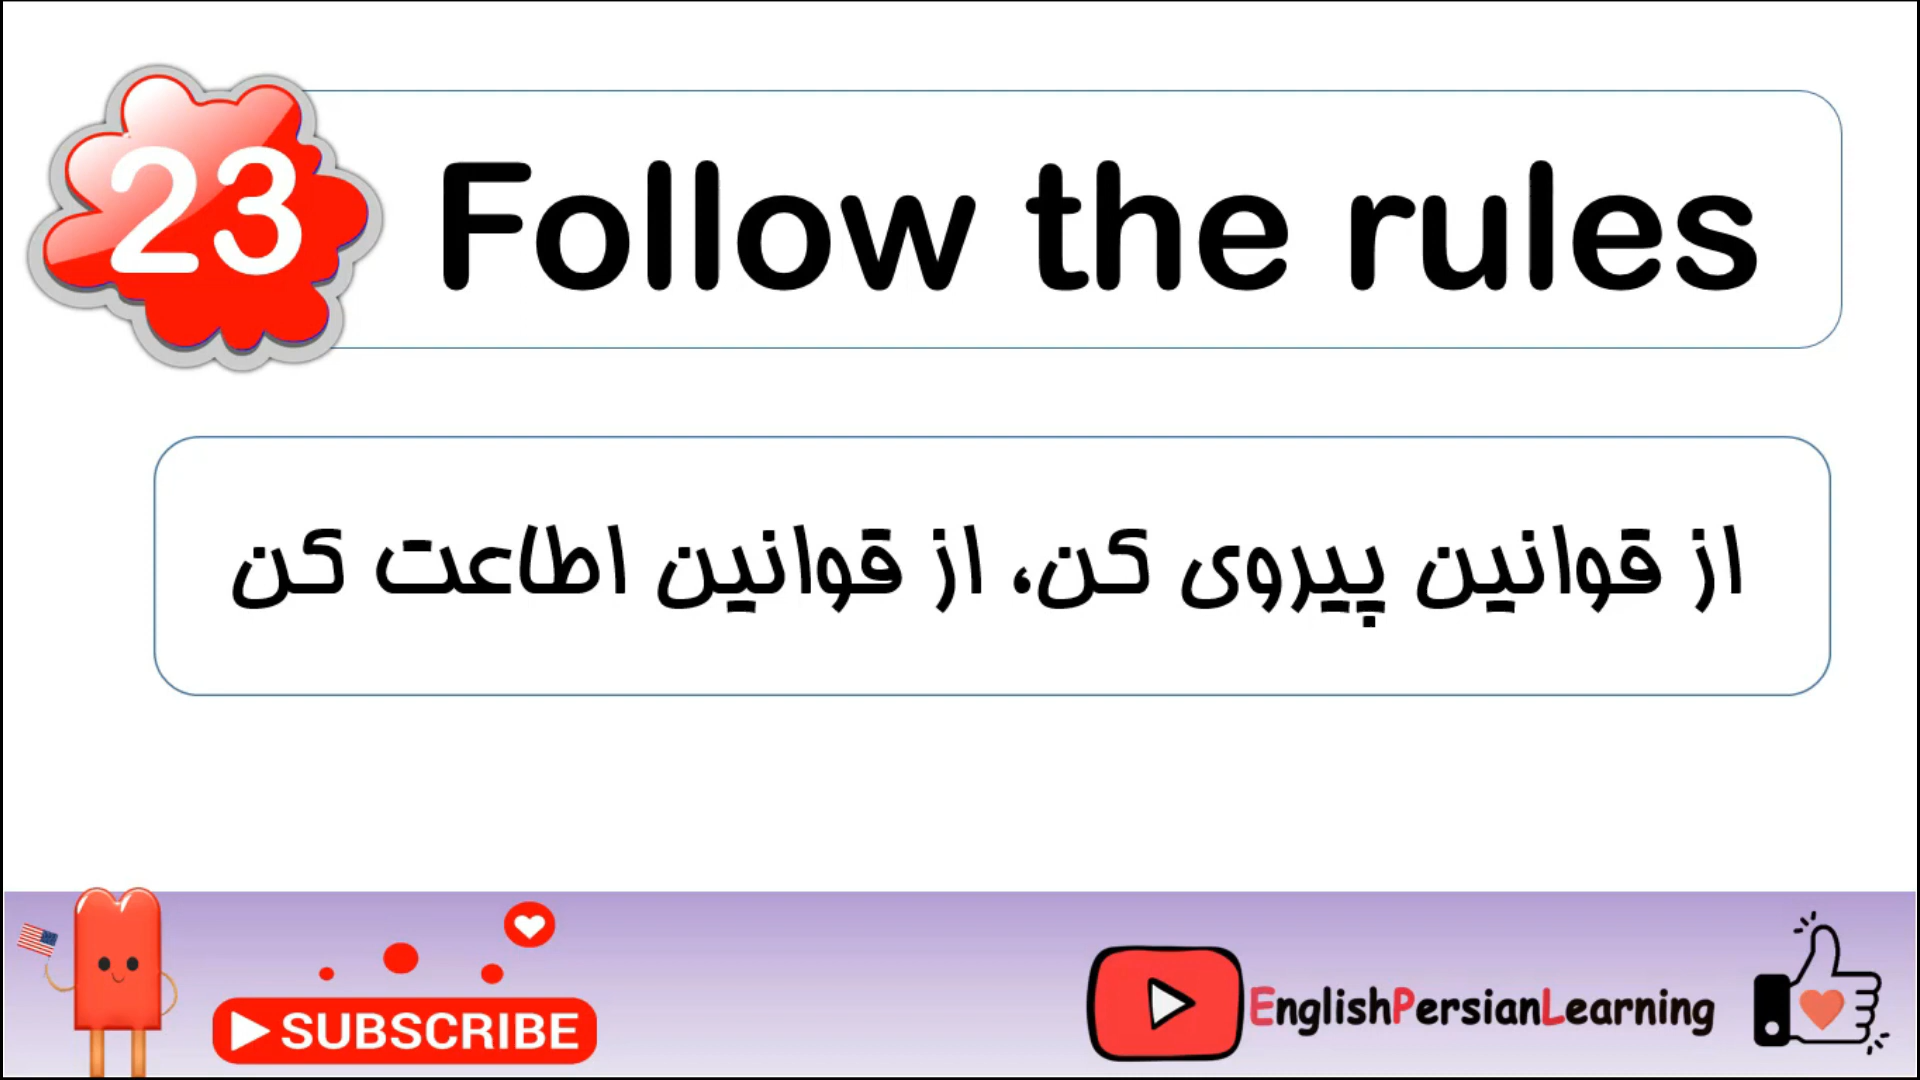 23
Follow the rules
از قوانین پیروی کن، از قوانین اطاعت کن
SUBSCRIBE
EnglishPersianLearning